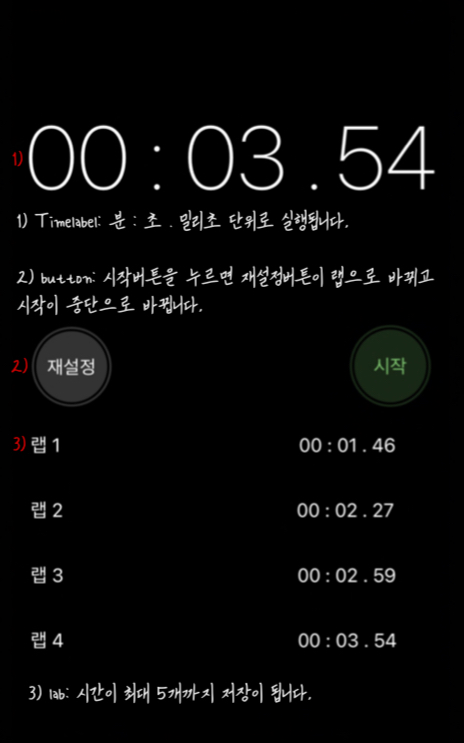 1) 00 : 03 . 54
1) Timelabel: 분 : 초 . 밀리초 단위로 실행됩니다.
2) button: 시작버튼을 누르면 재설정버튼이 랩으로 바뀌고
시작이 중단으로 바뀝니다.
2) 재설정 시작
3) 랩 1 00 : 01 . 46
랩 2 00 : 02 . 27
랩 3 00 : 02 . 59
랩 4 00 : 03 . 54
3) lab: 시간이 최대 5개까지 저장이 됩니다.